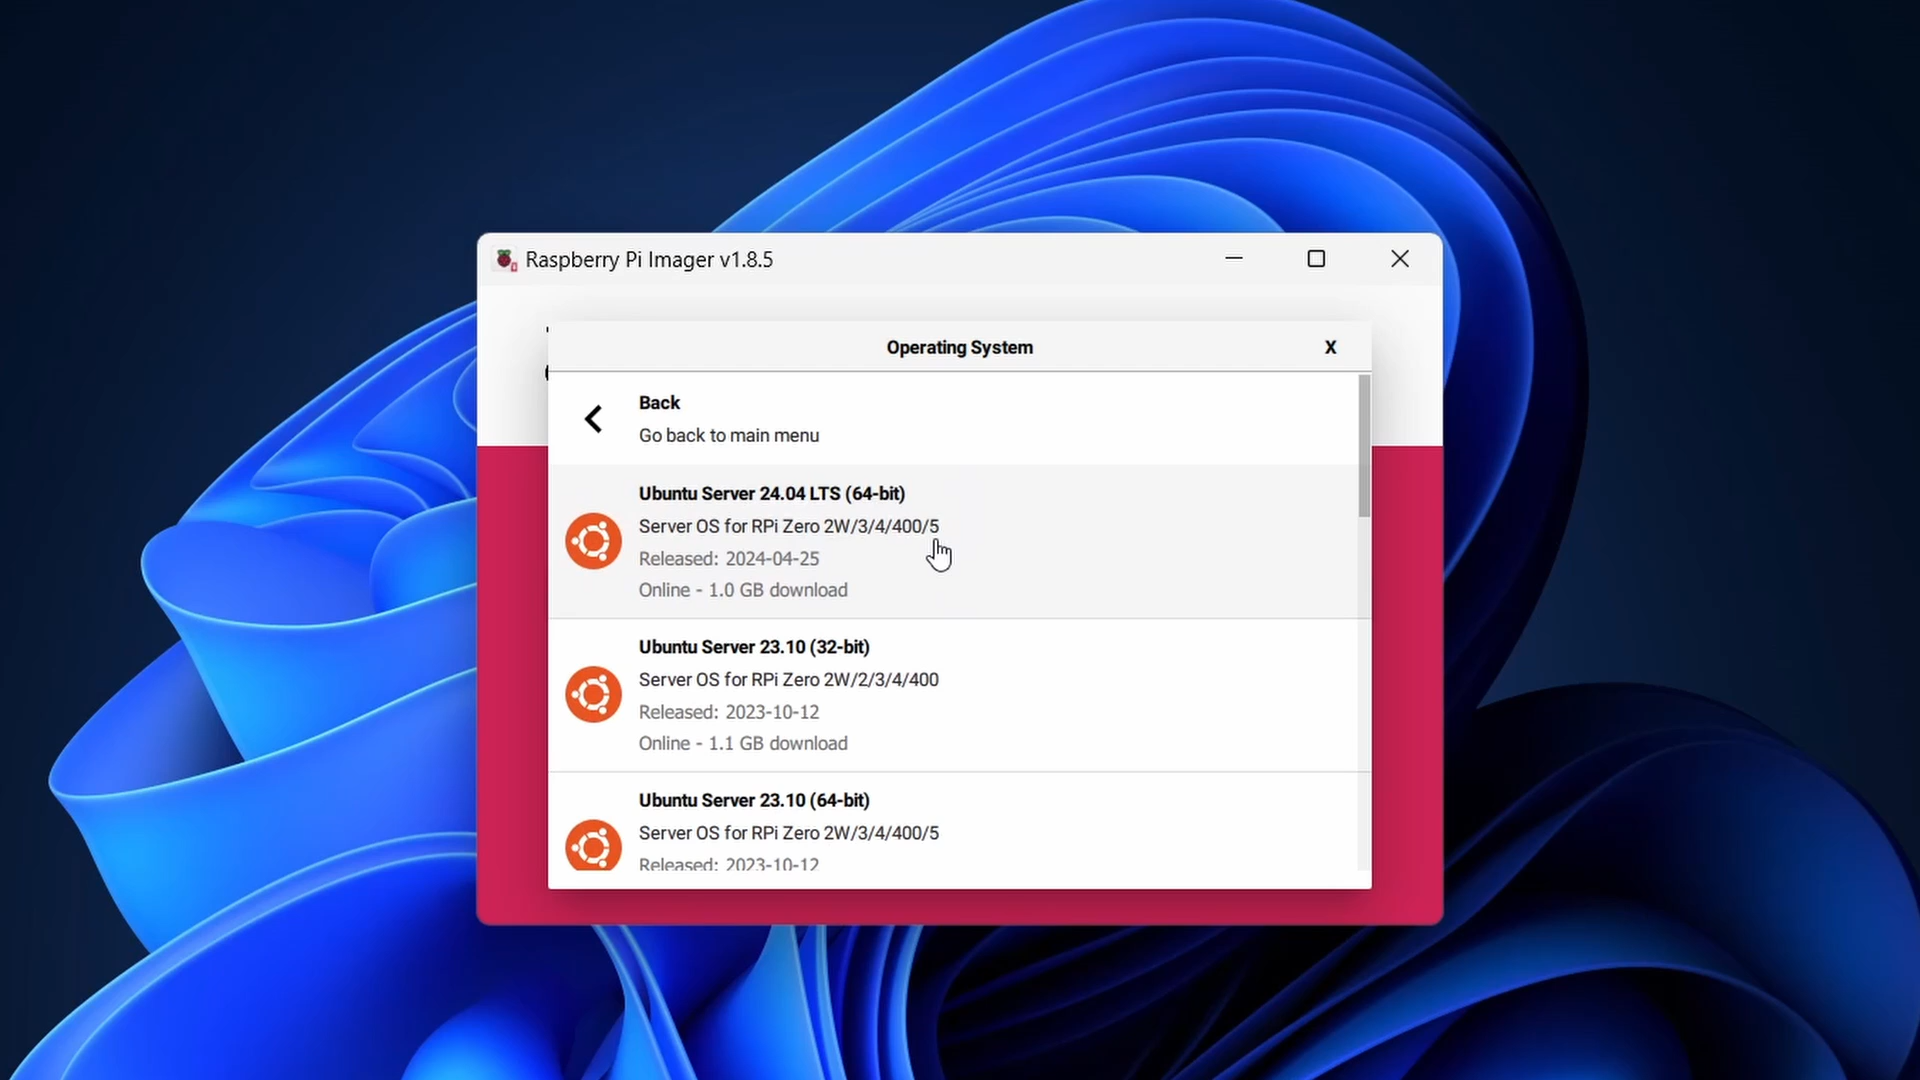 Raspberry Pi Imager v1.8.5
Operating System
X
Back
Go back to main menu
Ubuntu Server 24.04 LTS (64-bit)
Server OS for RPi Zero 2W/3/4/400/5
Released: 2024-04-25
Online - 1.0 GB download
Ubuntu Server 23.10 (32-bit)
Server OS for RPi Zero 2W/2/3/4/400
Released: 2023-10-12
Online - 1.1 GB download
Ubuntu Server 23.10 (64-bit)
Server OS for RPi Zero 2W/3/4/400/5
Released: 2023-10-12